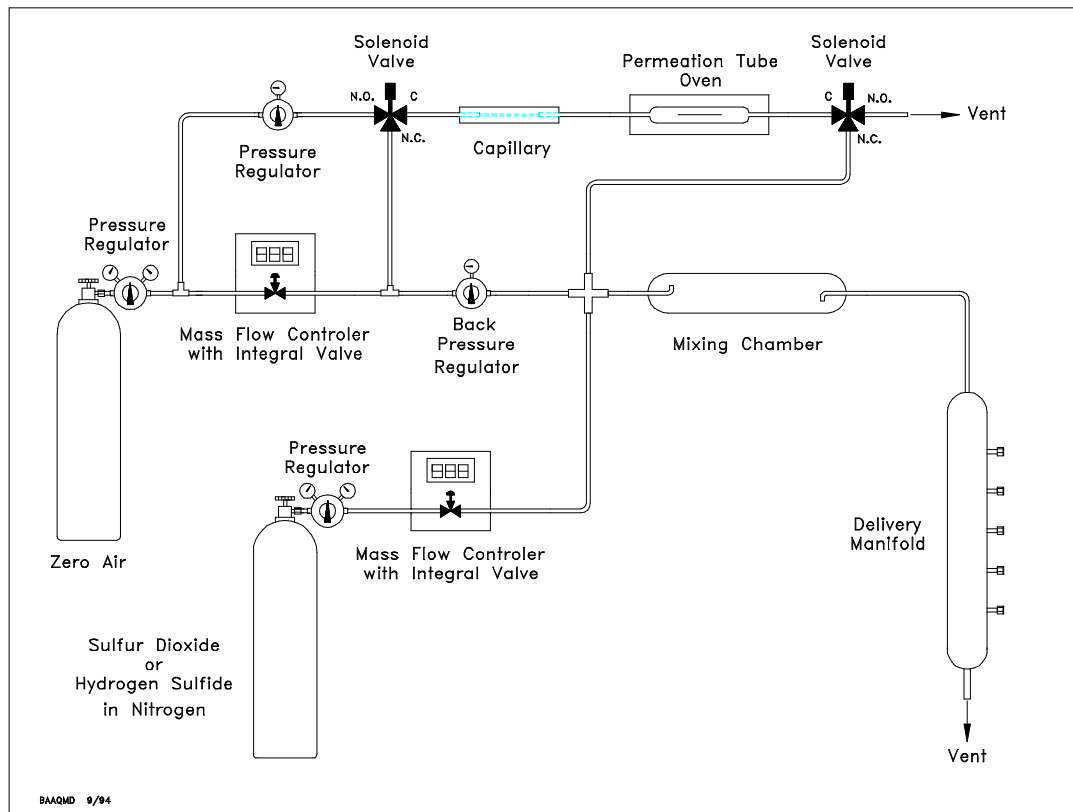 Solenoid
Valve
Solenoid
Valve
Permeation Tube
Oven
N.O.
C
C
N.O.
Vent
N.C.
N.C.
Capillary
Pressure
Regulator
Pressure
Regulator
Mass Flow Controler
with Integral Valve
Back
Pressure
Regulator
Mixing Chamber
Pressure
Regulator
Zero Air
Mass Flow Controler
with Integral Valve
Delivery
Manifold
Sulfur Dioxide
or
Hydrogen Sulfide
in Nitrogen
Vent
BAAQMD 9/94